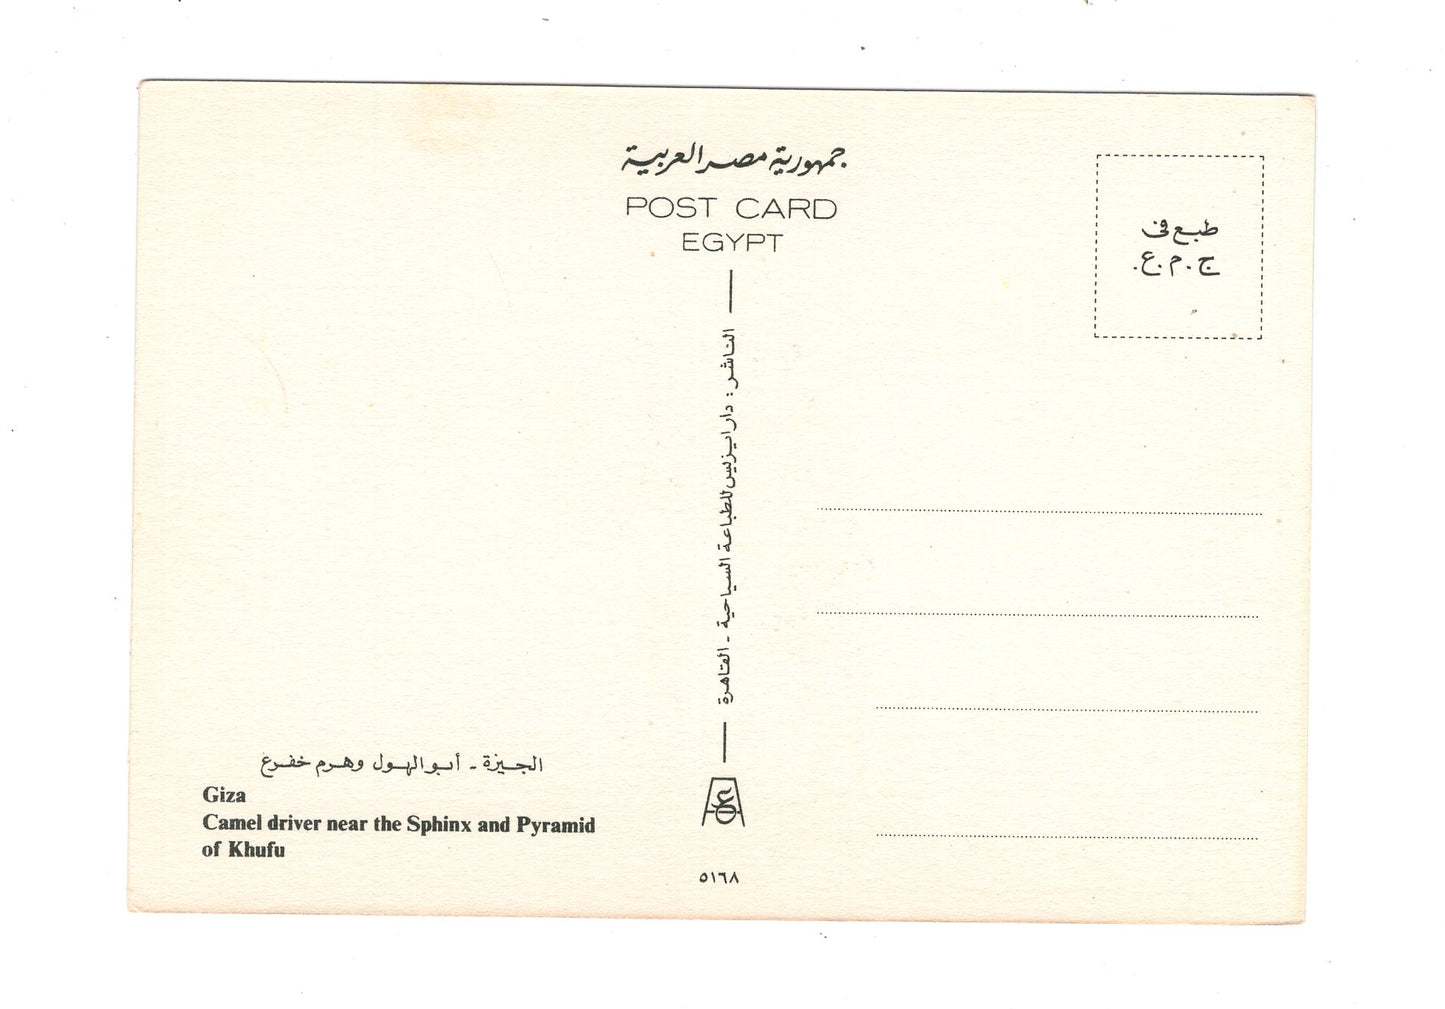 جمهورية مصر العربية
POST CARD
EGYPT
طبع فى
ج . م . ع .
الناشر : دار ايزيس للطباعة السياحية - القاهرة
الجيزة - أبو الهول وهرم خفرع
Giza
Camel driver near the Sphinx and Pyramid
of Khufu
٥١٦٨